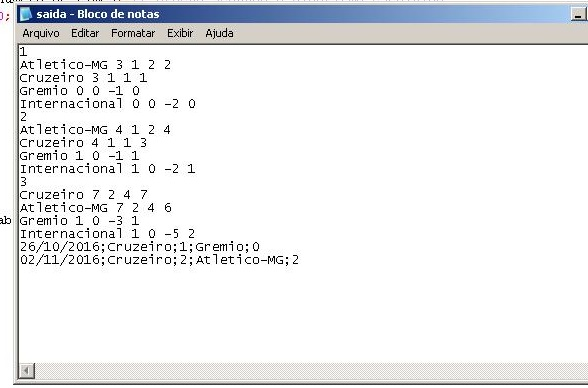 saida - Bloco de notas
Arquivo Editar Formatar Exibir Ajuda
1
Atletico-MG 3 1 2 2
Cruzeiro 3 1 1 1
Gremio 0 0 -1 0
Internacional 0 0 -2 0
2
Atletico-MG 4 1 2 4
Cruzeiro 4 1 1 3
Gremio 1 0 -1 1
Internacional 1 0 -2 1
3
Cruzeiro 7 2 4 7
Atletico-MG 7 2 4 6
ab
Gremio 1 0 -3 1
Internacional 1 0 -5 2
26/10/2016;Cruzeiro;1;Gremio;0
02/11/2016;Cruzeiro;2;Atletico-MG;2